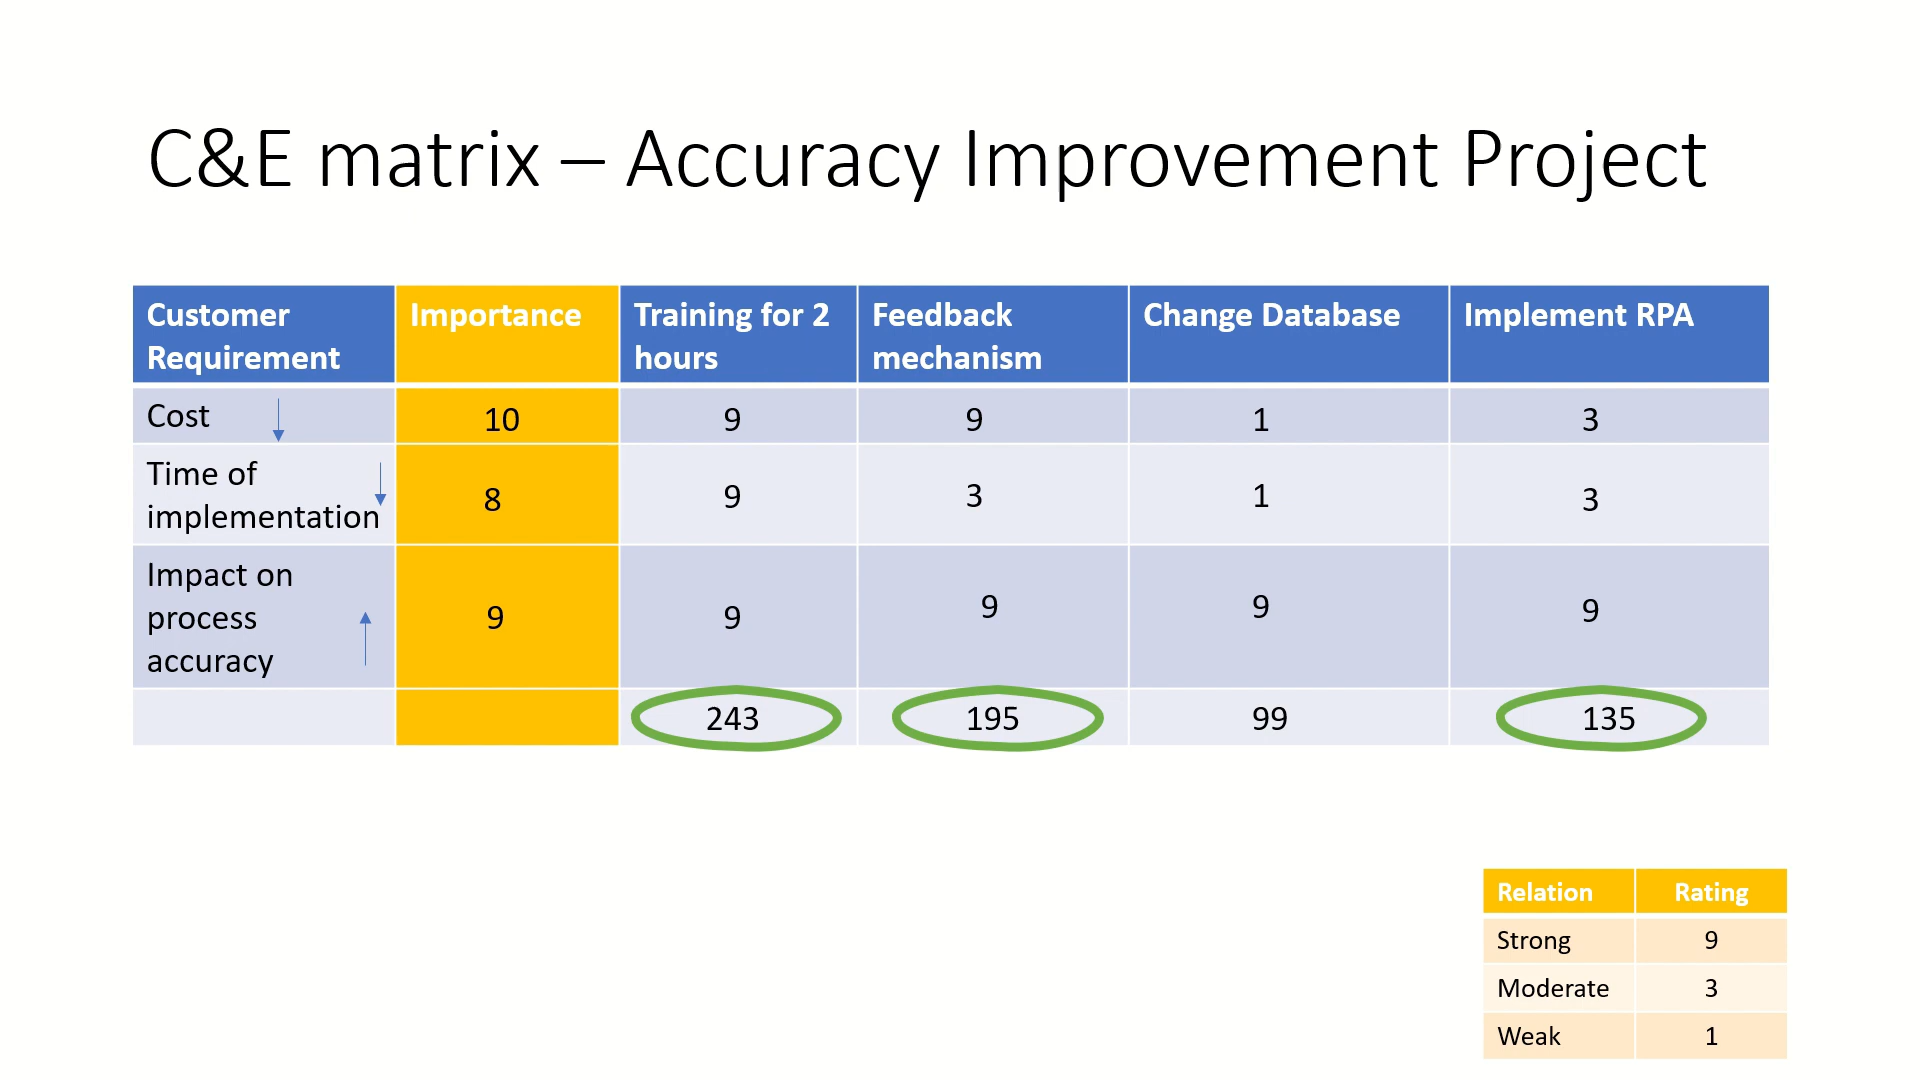 C&E matrix – Accuracy Improvement Project
Customer Requirement Importance Training for 2 hours Feedback mechanism Change Database Implement RPA
Cost 10 9 9 1 3
Time of implementation 8 9 3 1 3
Impact on process accuracy 9 9 9 9 9
243 195 99 135
Relation Rating
Strong 9
Moderate 3
Weak 1